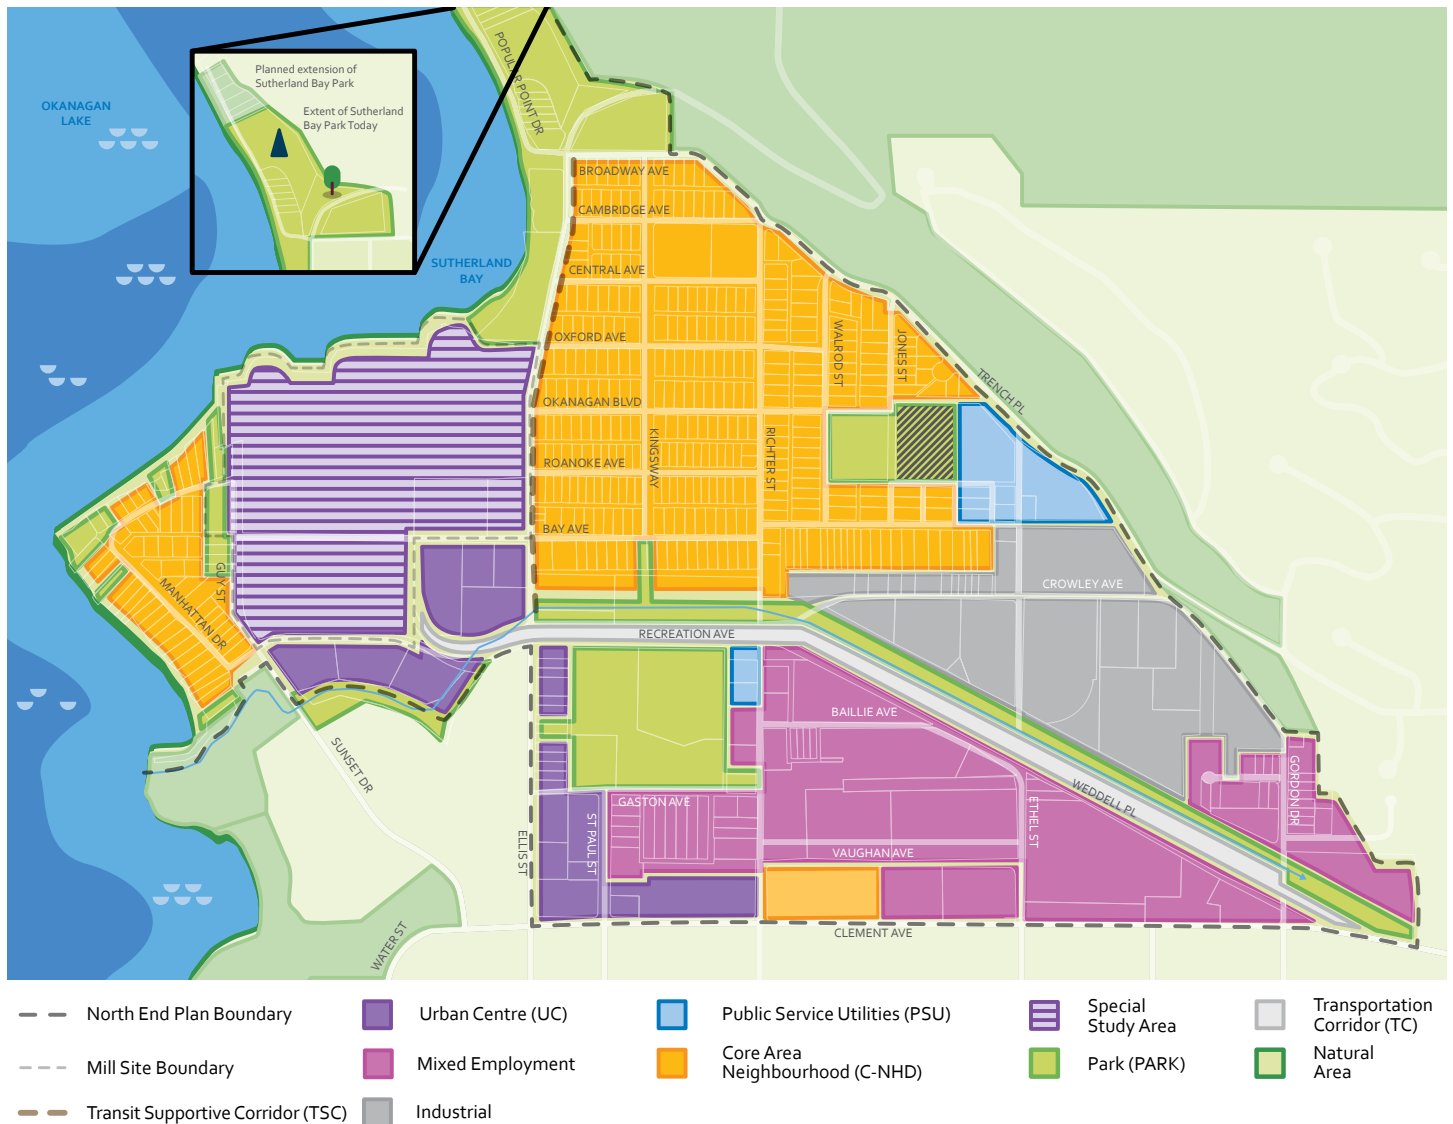 POPULAR POINT DR
Planned extension of
Sutherland Bay Park
OKANAGAN
LAKE
Extent of Sutherland
Bay Park Today
BROADWAY AVE
CAMBRIDGE AVE
SUTHERLAND
BAY
CENTRAL AVE
OXFORD AVE
WALROD ST
JONES ST
TRENCH PL
OKANAGAN BLVD
KINGSWAY
RICHTER ST
ROANOKE AVE
BAY AVE
GUY ST
MANHATTAN DR
CROWLEY AVE
RECREATION AVE
BAILLIE AVE
SUNSET DR
WEDDELL PL
GORDON DR
GASTON AVE
ELLIS ST
ST PAUL ST
ETHEL ST
VAUGHAN AVE
WATER ST
CLEMENT AVE
North End Plan Boundary
Urban Centre (UC)
Public Service Utilities (PSU)
Special
Study Area
Transportation
Corridor (TC)
Mill Site Boundary
Mixed Employment
Core Area
Neighbourhood (C-NHD)
Park (PARK)
Natural
Area
Transit Supportive Corridor (TSC)
Industrial